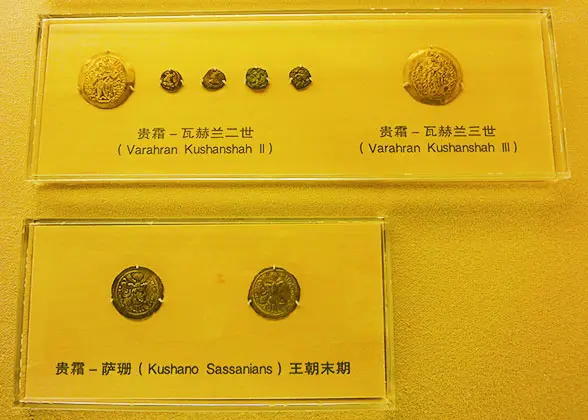 贵霜－瓦赫兰二世
（Varahran Kushanshah Ⅱ）
贵霜－瓦赫兰三世
（Varahran Kushanshah Ⅲ）
贵霜－萨珊（Kushano Sassanians）王朝末期